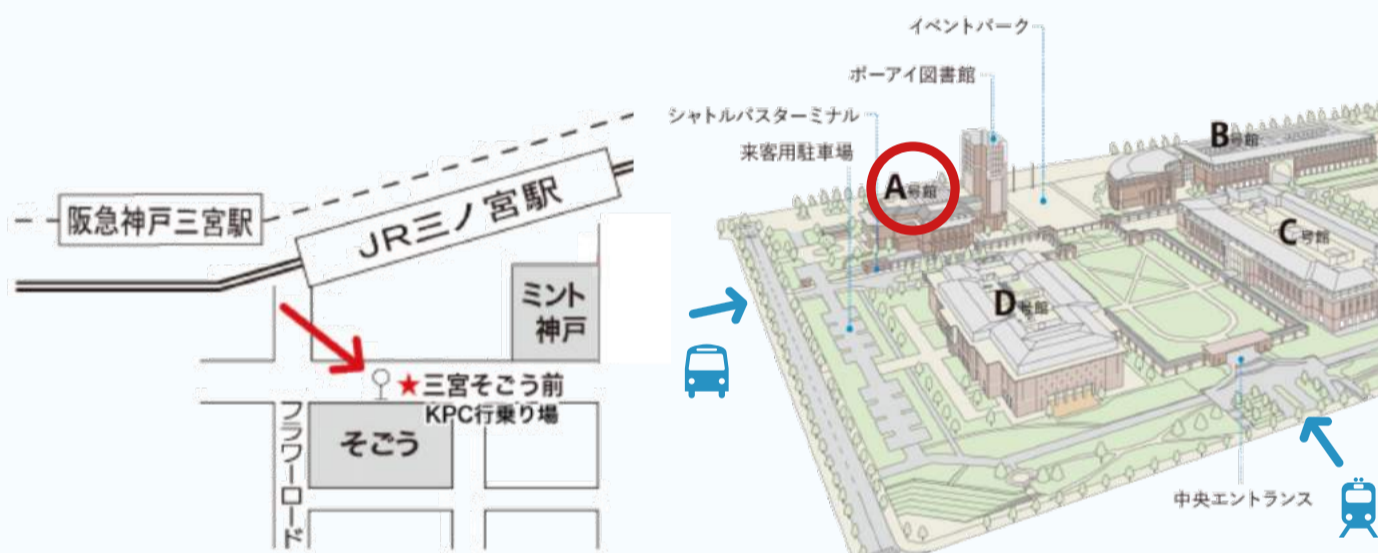 阪急神戸三宮駅
JR三ノ宮駅
ミント
神戸
★三宮そごう前
KPC行乗り場
そごう
フラワーロード
イベントパーク
ポーアイ図書館
シャトルバスターミナル
来客用駐車場
A号館
B号館
C号館
D号館
中央エントランス